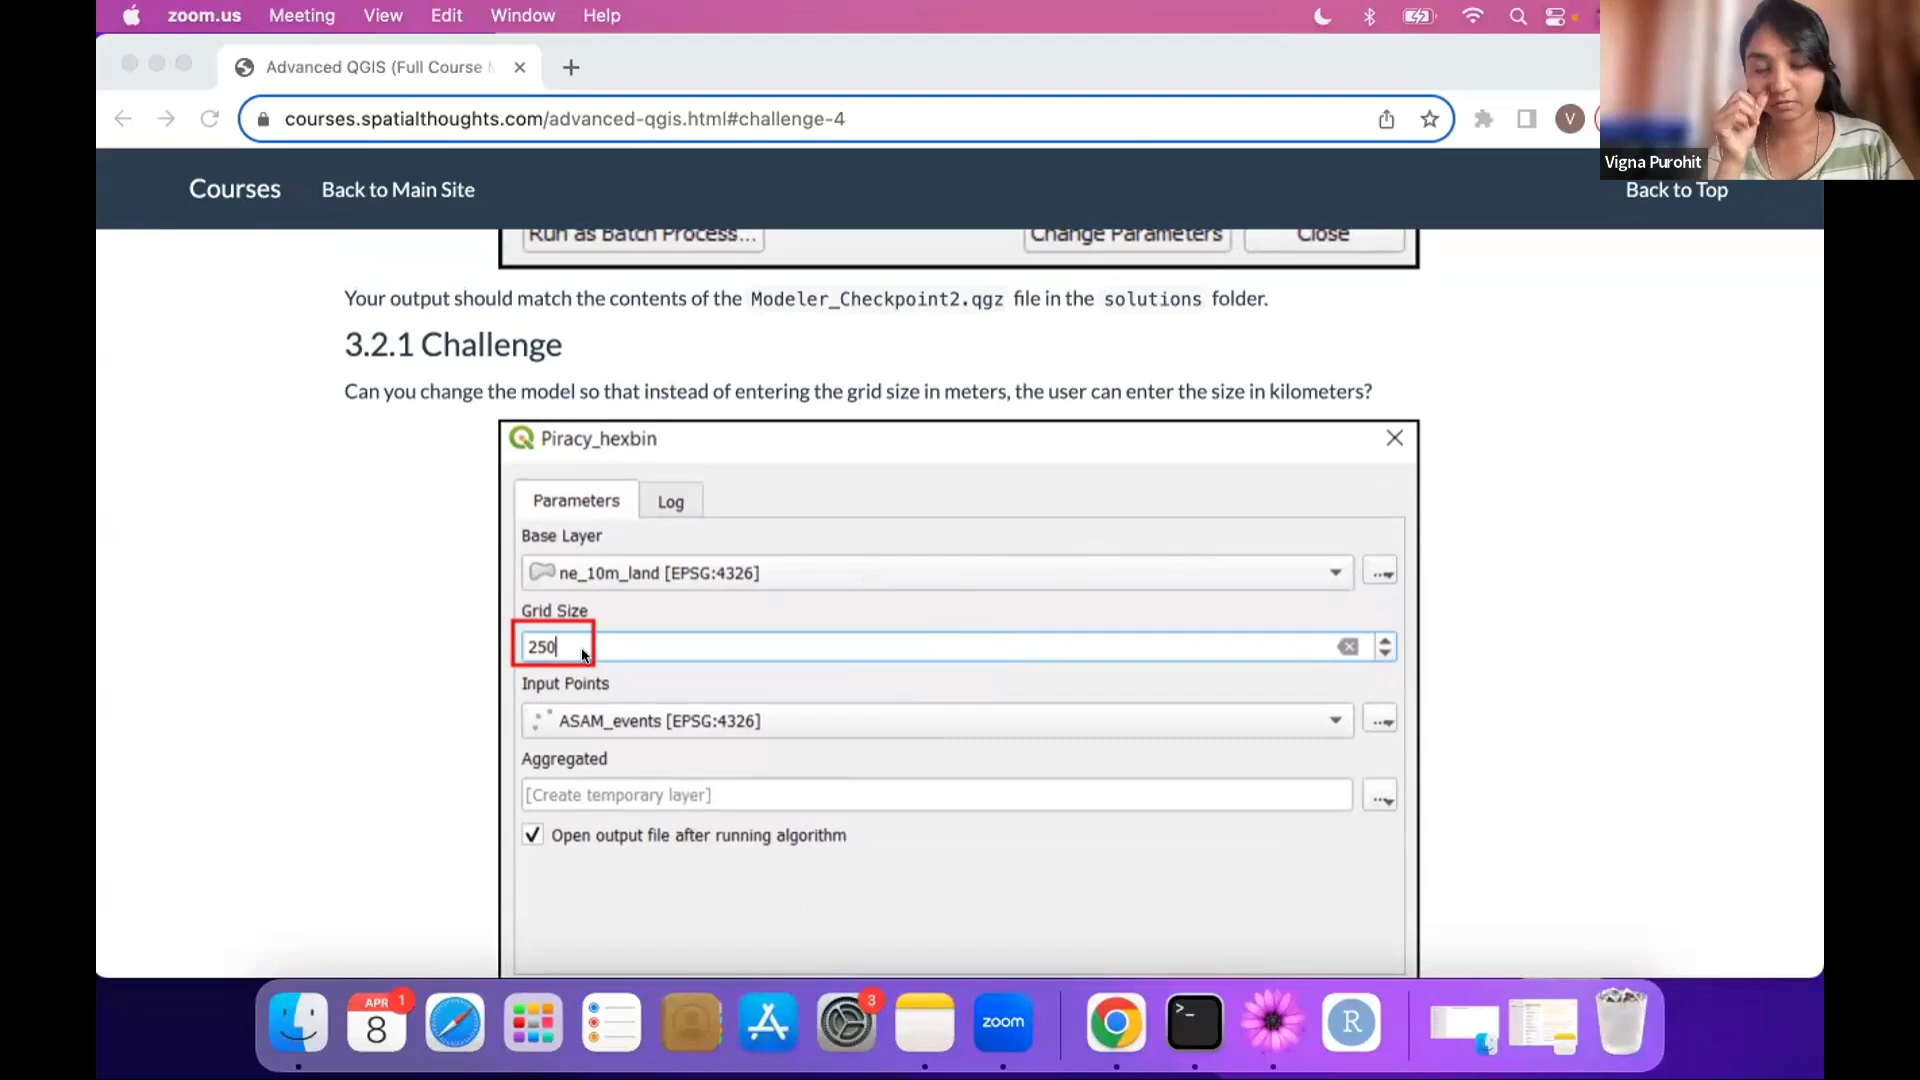 zoom.us Meeting View Edit Window Help
Advanced QGIS (Full Course
courses.spatialthoughts.com/advanced-qgis.html#challenge-4
V
Vigna Purohit
Courses Back to Main Site Back to Top
Run as Batch Process... Change Parameters Close
Your output should match the contents of the Modeler_Checkpoint2.qgz file in the solutions folder.
3.2.1 Challenge
Can you change the model so that instead of entering the grid size in meters, the user can enter the size in kilometers?
Piracy_hexbin
Parameters Log
Base Layer
ne_10m_land [EPSG:4326]
Grid Size
250
Input Points
ASAM_events [EPSG:4326]
Aggregated
[Create temporary layer]
Open output file after running algorithm
APR 1 3
8 zoom R